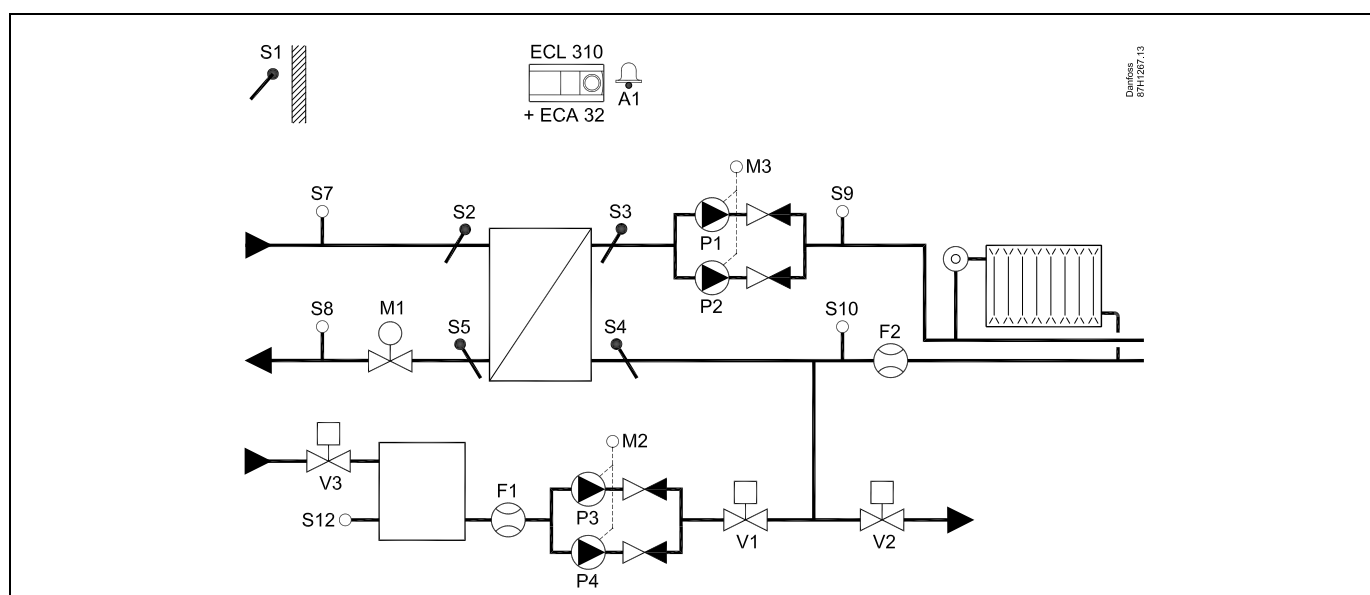 S1
ECL 310
A1
+ ECA 32
Danfoss
87H1267.13
M3
S7
S2
S3
P1
S9
P2
S8
M1
S5
S4
S10
F2
M2
V3
F1
P3
S12
V1
V2
P4